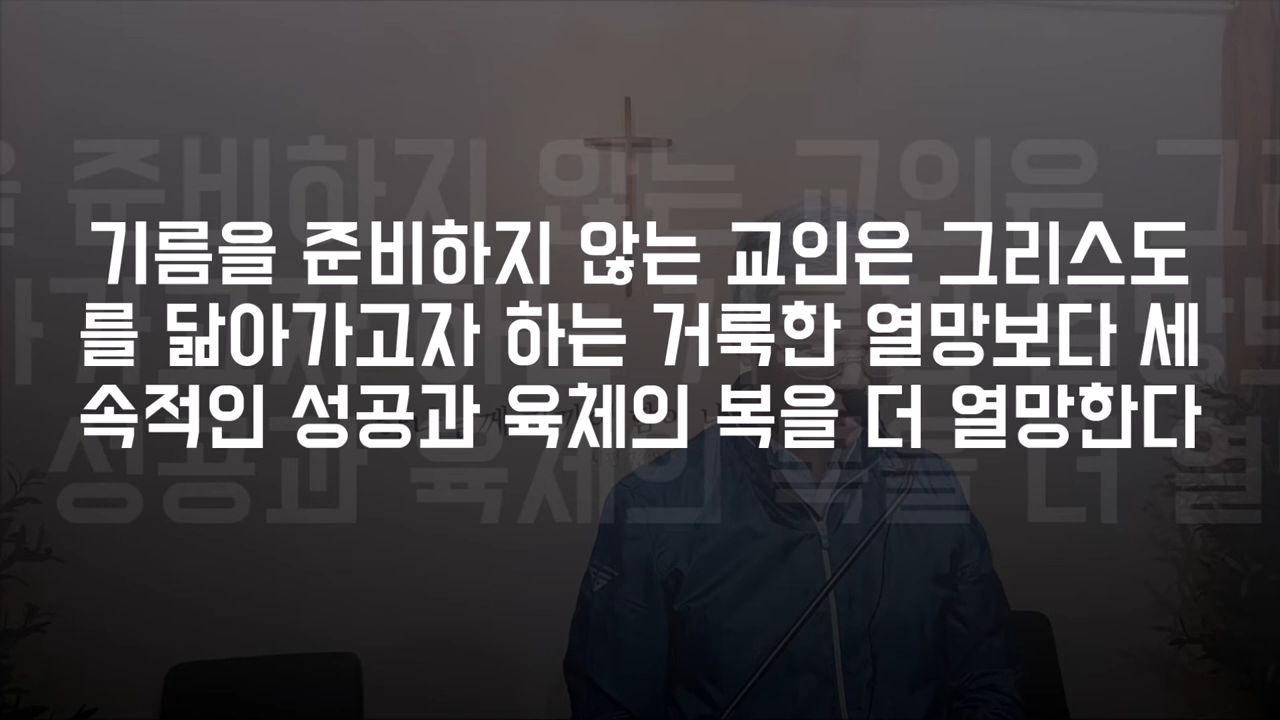 기름을 준비하지 않는 교인은 그리스도
를 닮아가고자 하는 거룩한 열망보다 세
속적인 성공과 육체의 복을 더 열망한다